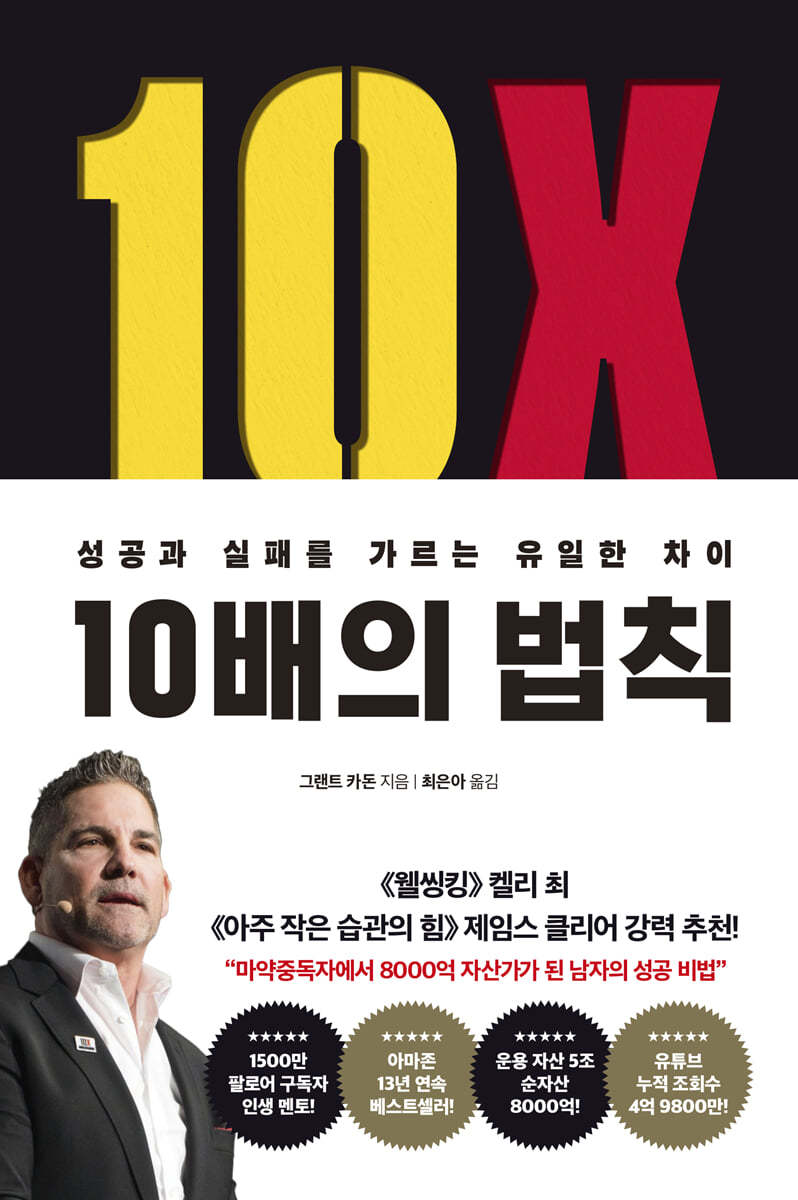 10X
성공과 실패를 가르는 유일한 차이
10배의 법칙
그랜트 카돈 지음 | 최은아 옮김
《웰씽킹》 켈리 최
《아주 작은 습관의 힘》 제임스 클리어 강력 추천!
“마약중독자에서 8000억 자산가가 된 남자의 성공 비법”
★★★★★
1500만
팔로어 구독자
인생 멘토!
★★★★★
아마존
13년 연속
베스트셀러!
★★★★★
운용 자산 5조
순자산
8000억!
★★★★★
유튜브
누적 조회수
4억 9800만!
10X